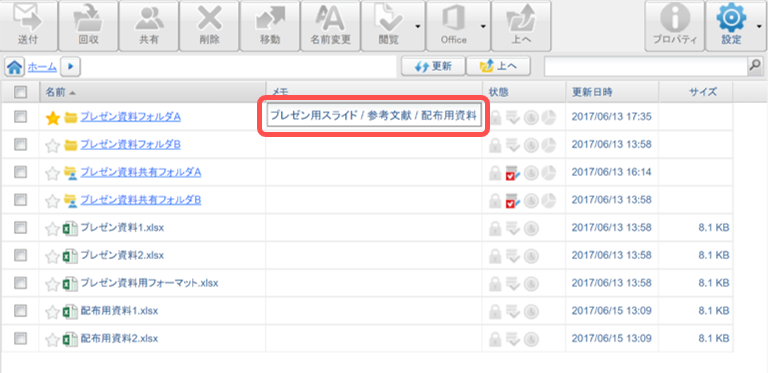 送付 回収 共有 削除 移動 名前変更 閲覧 Office 上へ プロパティ 設定
ホーム 更新 上へ
名前 メモ 状態 更新日時 サイズ
プレゼン資料フォルダA プレゼン用スライド / 参考文献 / 配布用資料 2017/06/13 17:35
プレゼン資料フォルダB 2017/06/13 13:58
プレゼン資料共有フォルダA 2017/06/13 16:14
プレゼン資料共有フォルダB 2017/06/13 13:58
プレゼン資料1.xlsx 2017/06/13 13:58 8.1 KB
プレゼン資料2.xlsx 2017/06/13 13:58 8.1 KB
プレゼン資料用フォーマット.xlsx 2017/06/13 13:58 8.1 KB
配布用資料1.xlsx 2017/06/15 13:09 8.1 KB
配布用資料2.xlsx 2017/06/15 13:09 8.1 KB